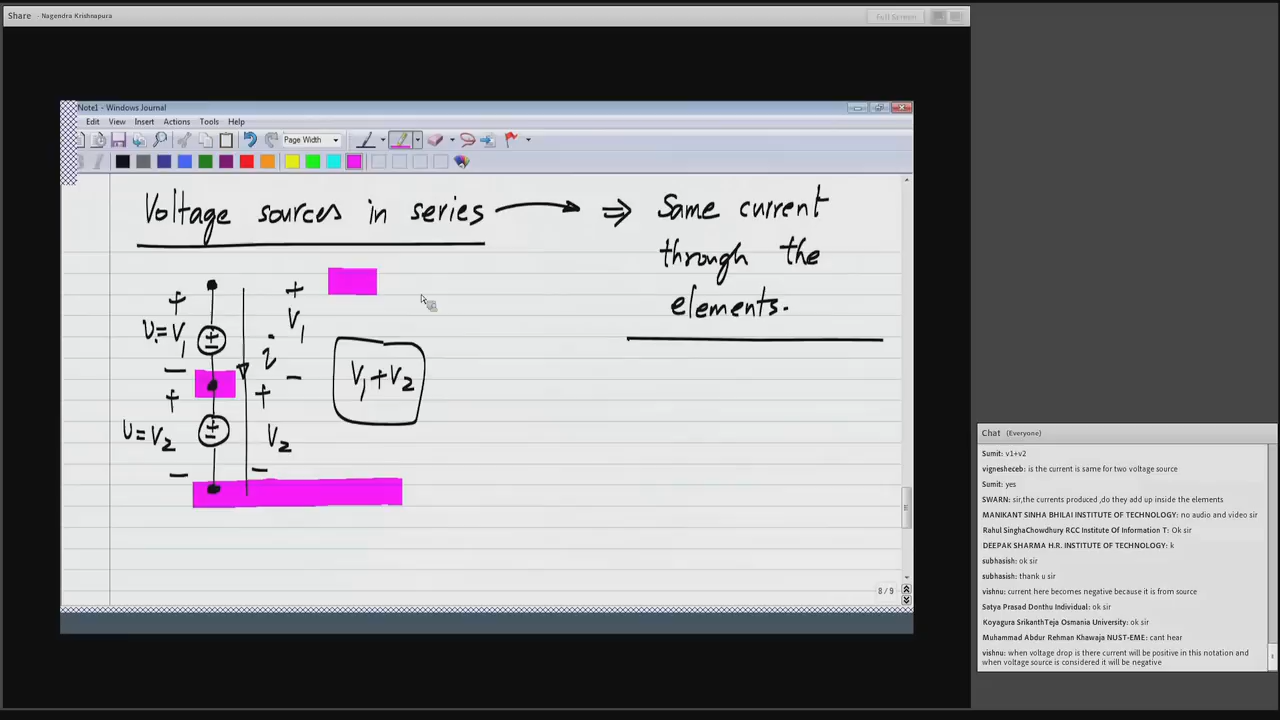 Share - Nagendra Krishnapura
Full Screen
Note1 - Windows Journal
Edit View Insert Actions Tools Help
Page Width
Voltage sources in series ⟶ ⇒ Same current
through the
elements.
+ +
v1=V1 ± V1
i
− −
V1+V2
+ +
v=V2 ± V2
− −
8 / 9
Chat (Everyone)
Sumit: v1+v2
vignesheceb: is the current is same for two voltage source
Sumit: yes
SWARN: sir,the currents produced ,do they add up inside the elements
MANIKANT SINHA BHILAI INSTITUTE OF TECHNOLOGY: no audio and video sir
Rahul SinghaChowdhury RCC Institute Of Information T: Ok sir
DEEPAK SHARMA H.R. INSTITUTE OF TECHNOLOGY: k
subhasish: ok sir
subhasish: thank u sir
vishnu: current here becomes negative because it is from source
Satya Prasad Donthu Individual: ok sir
Koyagura SrikanthTeja Osmania University: ok sir
Muhammad Abdur Rehman Khawaja NUST-EME: cant hear
vishnu: when voltage drop is there current will be positive in this notation and
when voltage source is considered it will be negative